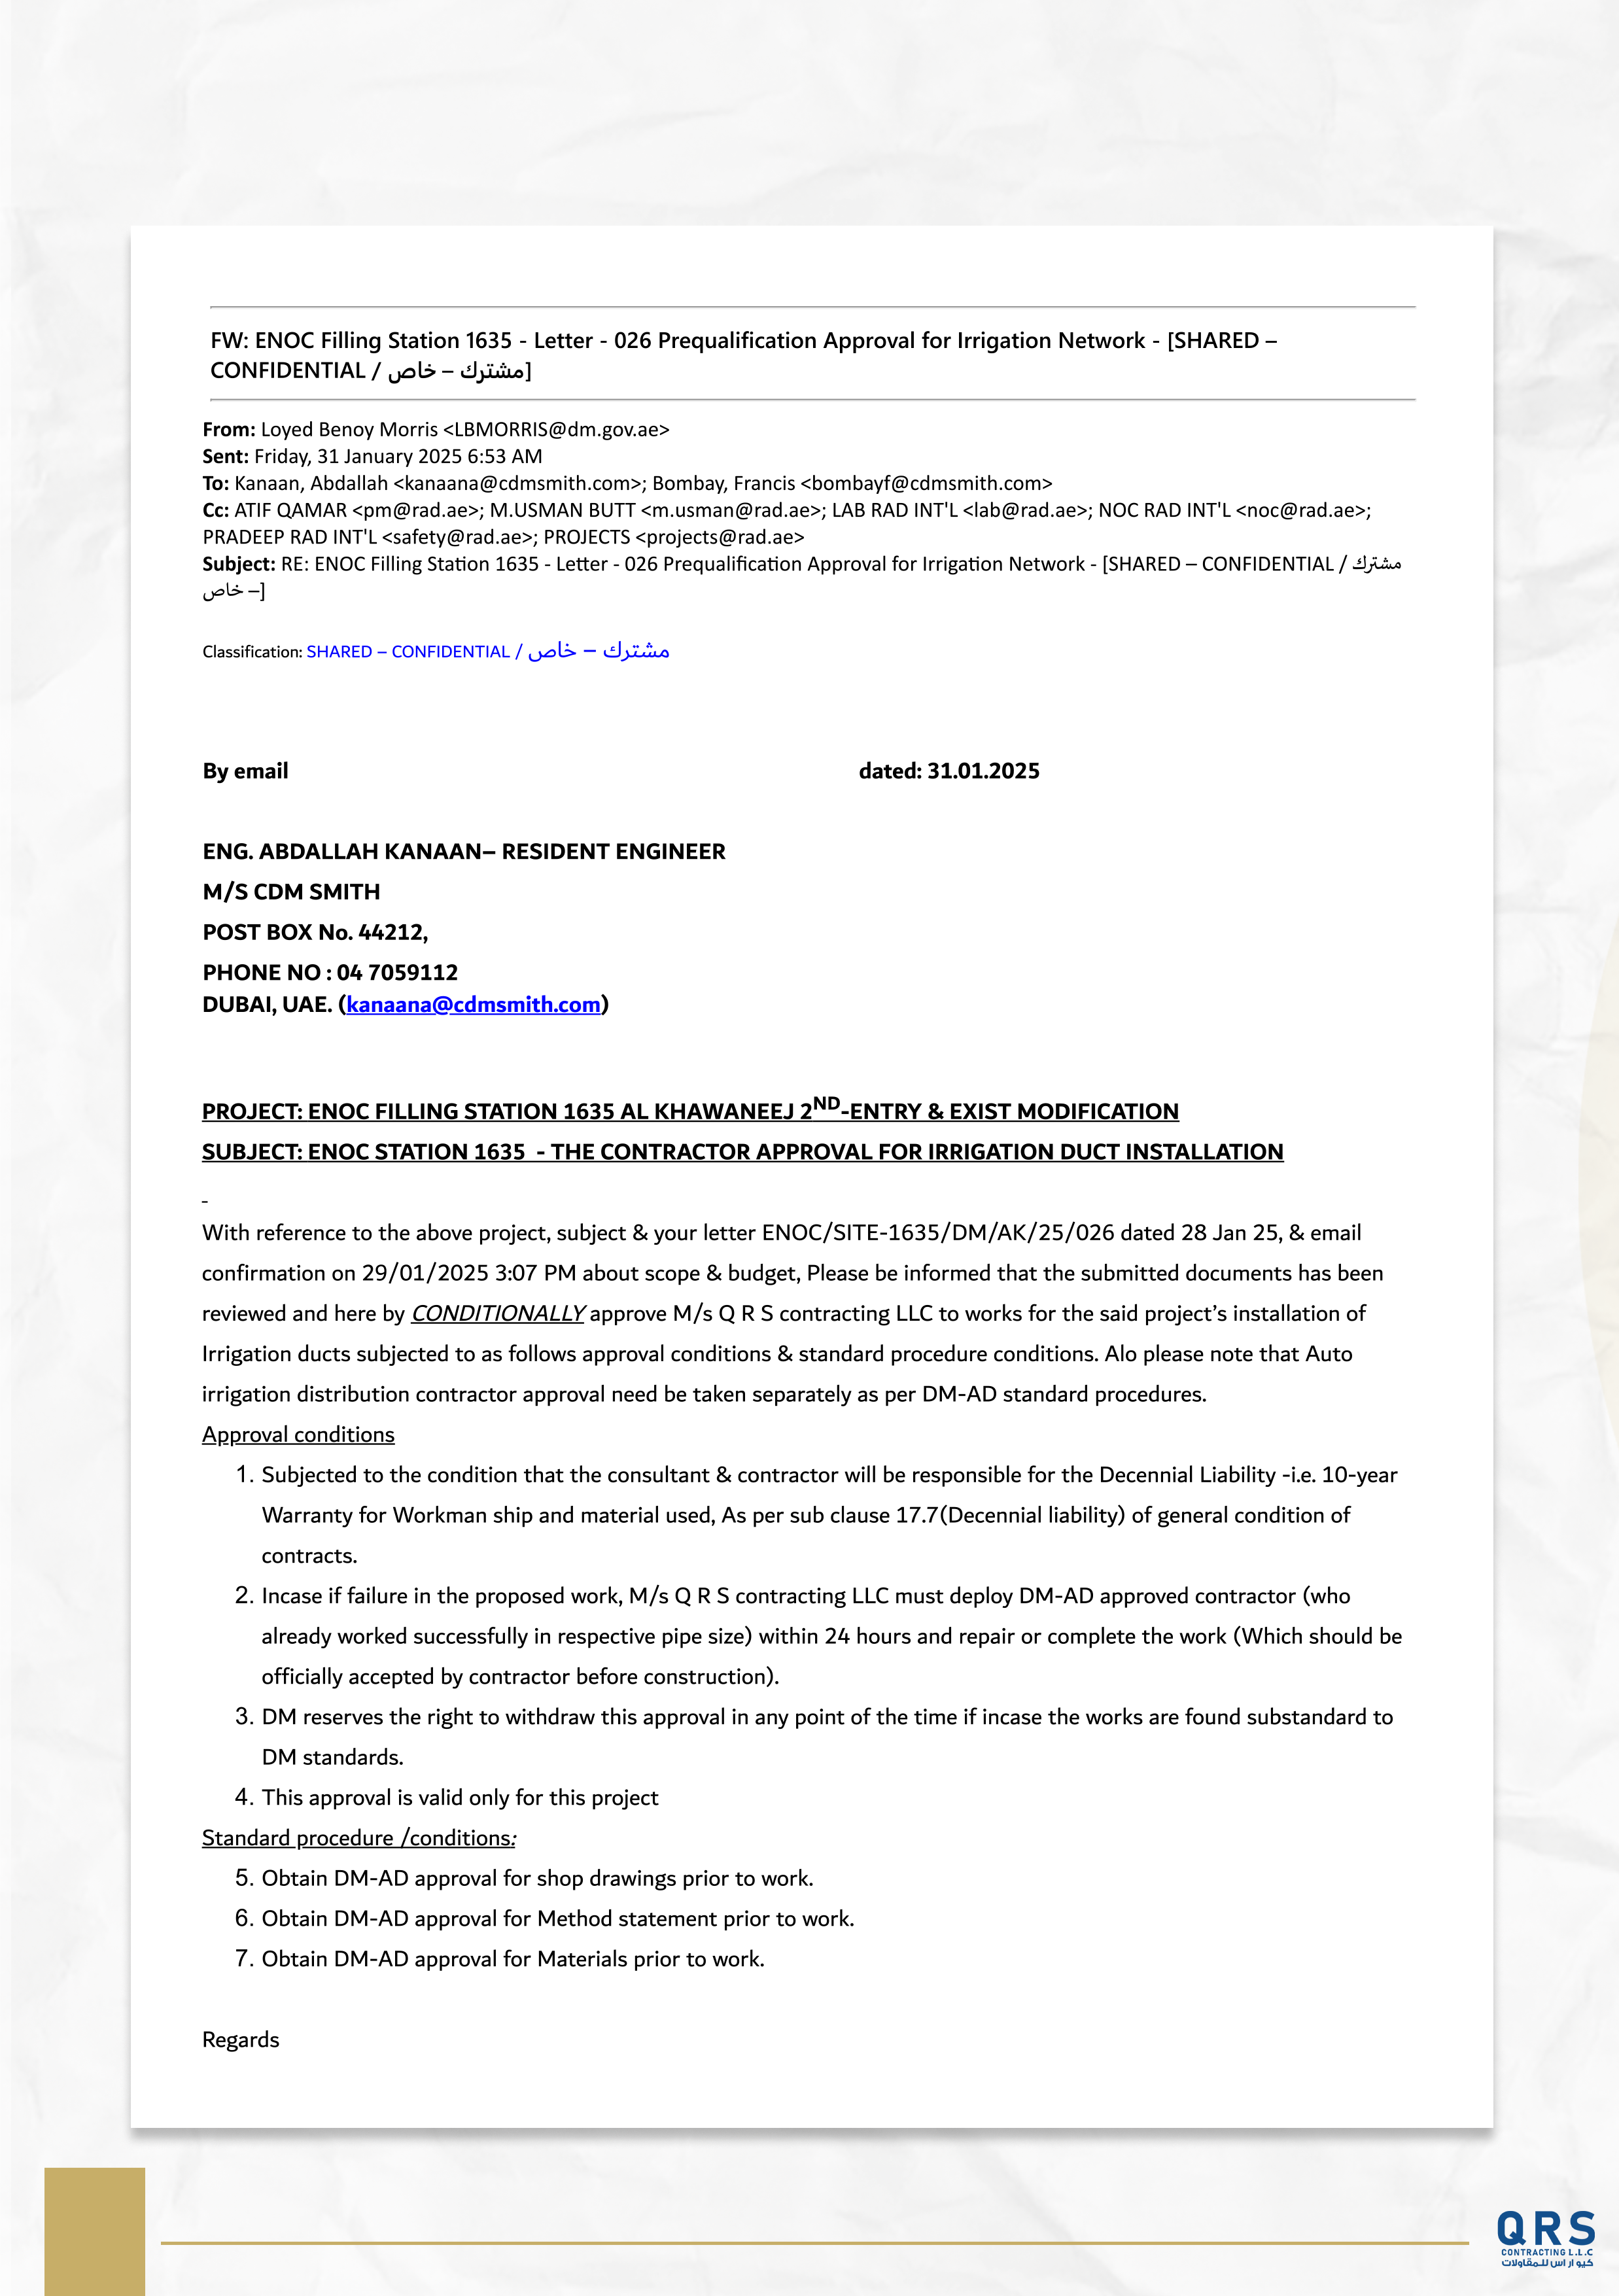 FW: ENOC Filling Station 1635 - Letter - 026 Prequalification Approval for Irrigation Network - [SHARED –
CONFIDENTIAL / مشترك – خاص]
From: Loyed Benoy Morris <LBMORRIS@dm.gov.ae>
Sent: Friday, 31 January 2025 6:53 AM
To: Kanaan, Abdallah <kanaana@cdmsmith.com>; Bombay, Francis <bombayf@cdmsmith.com>
Cc: ATIF QAMAR <pm@rad.ae>; M.USMAN BUTT <m.usman@rad.ae>; LAB RAD INT'L <lab@rad.ae>; NOC RAD INT'L <noc@rad.ae>;
PRADEEP RAD INT'L <safety@rad.ae>; PROJECTS <projects@rad.ae>
Subject: RE: ENOC Filling Station 1635 - Letter - 026 Prequalification Approval for Irrigation Network - [SHARED – CONFIDENTIAL / مشترك
– خاص]
Classification: SHARED – CONFIDENTIAL / مشترك – خاص
By email dated: 31.01.2025
ENG. ABDALLAH KANAAN– RESIDENT ENGINEER
M/S CDM SMITH
POST BOX No. 44212,
PHONE NO : 04 7059112
DUBAI, UAE. (kanaana@cdmsmith.com)
PROJECT: ENOC FILLING STATION 1635 AL KHAWANEEJ 2ND-ENTRY & EXIST MODIFICATION
SUBJECT: ENOC STATION 1635 - THE CONTRACTOR APPROVAL FOR IRRIGATION DUCT INSTALLATION
With reference to the above project, subject & your letter ENOC/SITE-1635/DM/AK/25/026 dated 28 Jan 25, & email
confirmation on 29/01/2025 3:07 PM about scope & budget, Please be informed that the submitted documents has been
reviewed and here by CONDITIONALLY approve M/s Q R S contracting LLC to works for the said project's installation of
Irrigation ducts subjected to as follows approval conditions & standard procedure conditions. Alo please note that Auto
irrigation distribution contractor approval need be taken separately as per DM-AD standard procedures.
Approval conditions
1. Subjected to the condition that the consultant & contractor will be responsible for the Decennial Liability -i.e. 10-year
Warranty for Workman ship and material used, As per sub clause 17.7(Decennial liability) of general condition of
contracts.
2. Incase if failure in the proposed work, M/s Q R S contracting LLC must deploy DM-AD approved contractor (who
already worked successfully in respective pipe size) within 24 hours and repair or complete the work (Which should be
officially accepted by contractor before construction).
3. DM reserves the right to withdraw this approval in any point of the time if incase the works are found substandard to
DM standards.
4. This approval is valid only for this project
Standard procedure /conditions:
5. Obtain DM-AD approval for shop drawings prior to work.
6. Obtain DM-AD approval for Method statement prior to work.
7. Obtain DM-AD approval for Materials prior to work.
Regards
QRS
CONTRACTING L.L.C
كيو ار اس للمقاولات